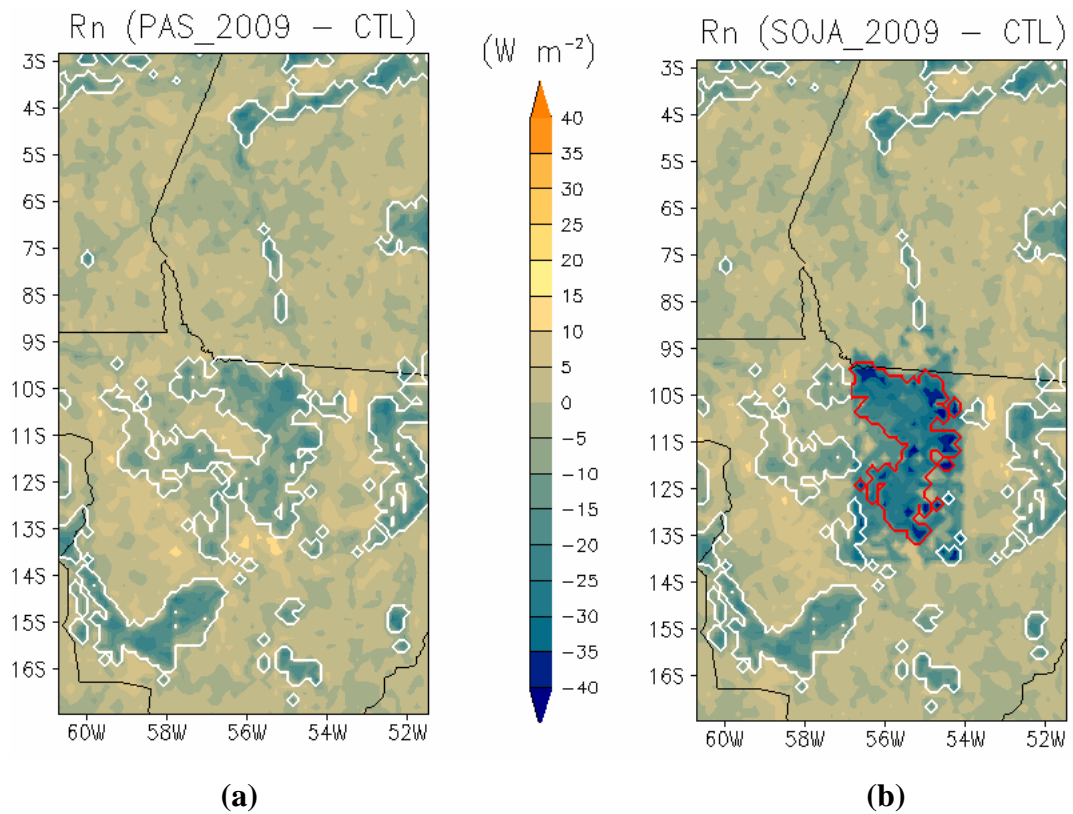 Rn (PAS_2009 − CTL)
3S
4S
5S
6S
7S
8S
9S
10S
11S
12S
13S
14S
15S
16S
60W 58W 56W 54W 52W
(a)
(W m⁻²)
40
35
30
25
20
15
10
5
0
−5
−10
−15
−20
−25
−30
−35
−40
Rn (SOJA_2009 − CTL)
3S
4S
5S
6S
7S
8S
9S
10S
11S
12S
13S
14S
15S
16S
60W 58W 56W 54W 52W
(b)